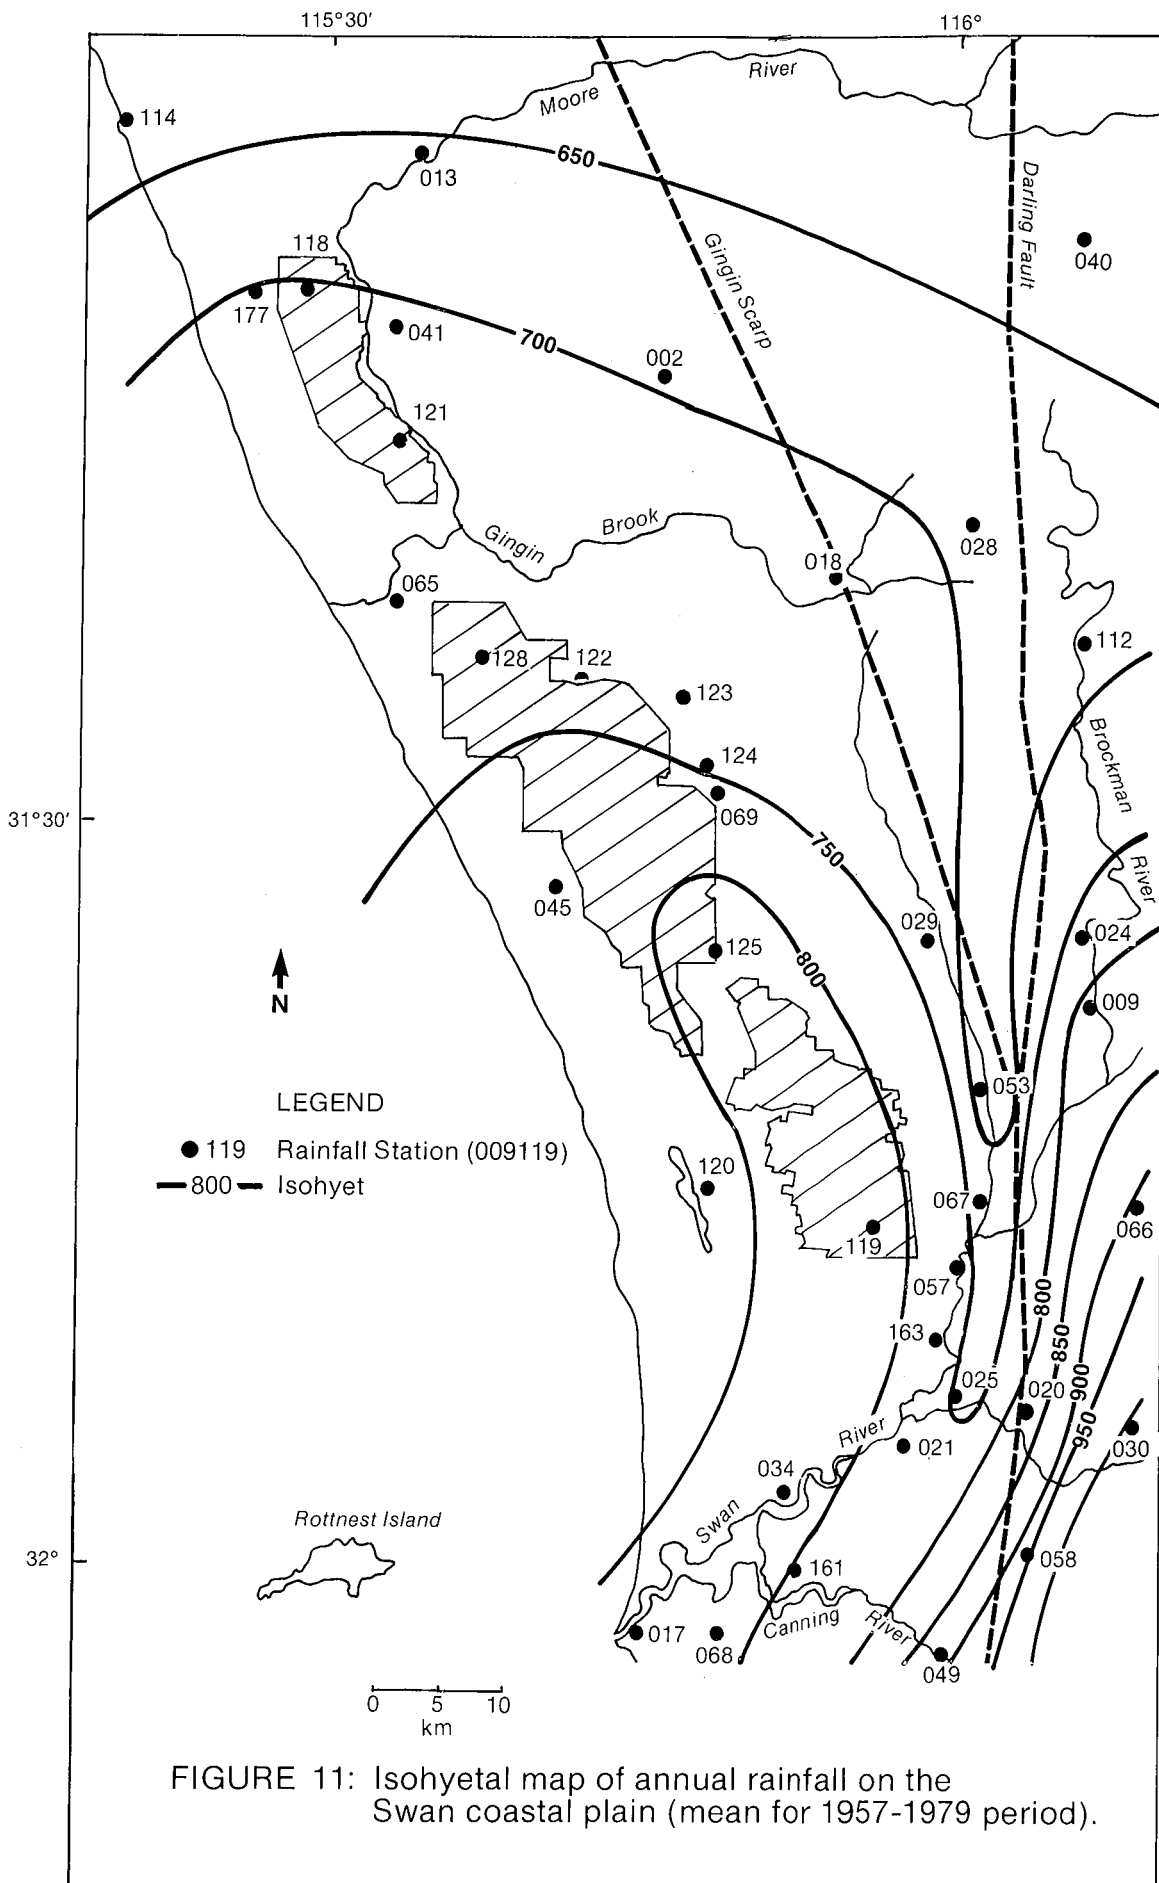 115°30′
116°
114
Moore
River
013
650
Darling Fault
040
Gingin Scarp
118
177
041
700
002
121
Gingin
Brook
028
018
065
128
122
123
112
124
069
Brockman
River
31°30′
750
045
029
024
125
800
009
N
053
LEGEND
119 Rainfall Station (009119)
800 Isohyet
120
067
066
119
057
163
800
850
900
950
025
020
030
021
River
034
Swan
Rottnest Island
32°
058
161
Canning
River
017
068
049
0 5 10
km
FIGURE 11: Isohyetal map of annual rainfall on the
Swan coastal plain (mean for 1957-1979 period).